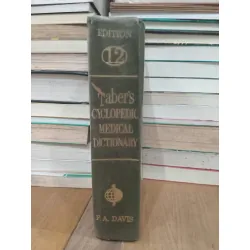 EDITION
12
Taber's
CYCLOPEDIC
MEDICAL
DICTIONARY
F. A. DAVIS